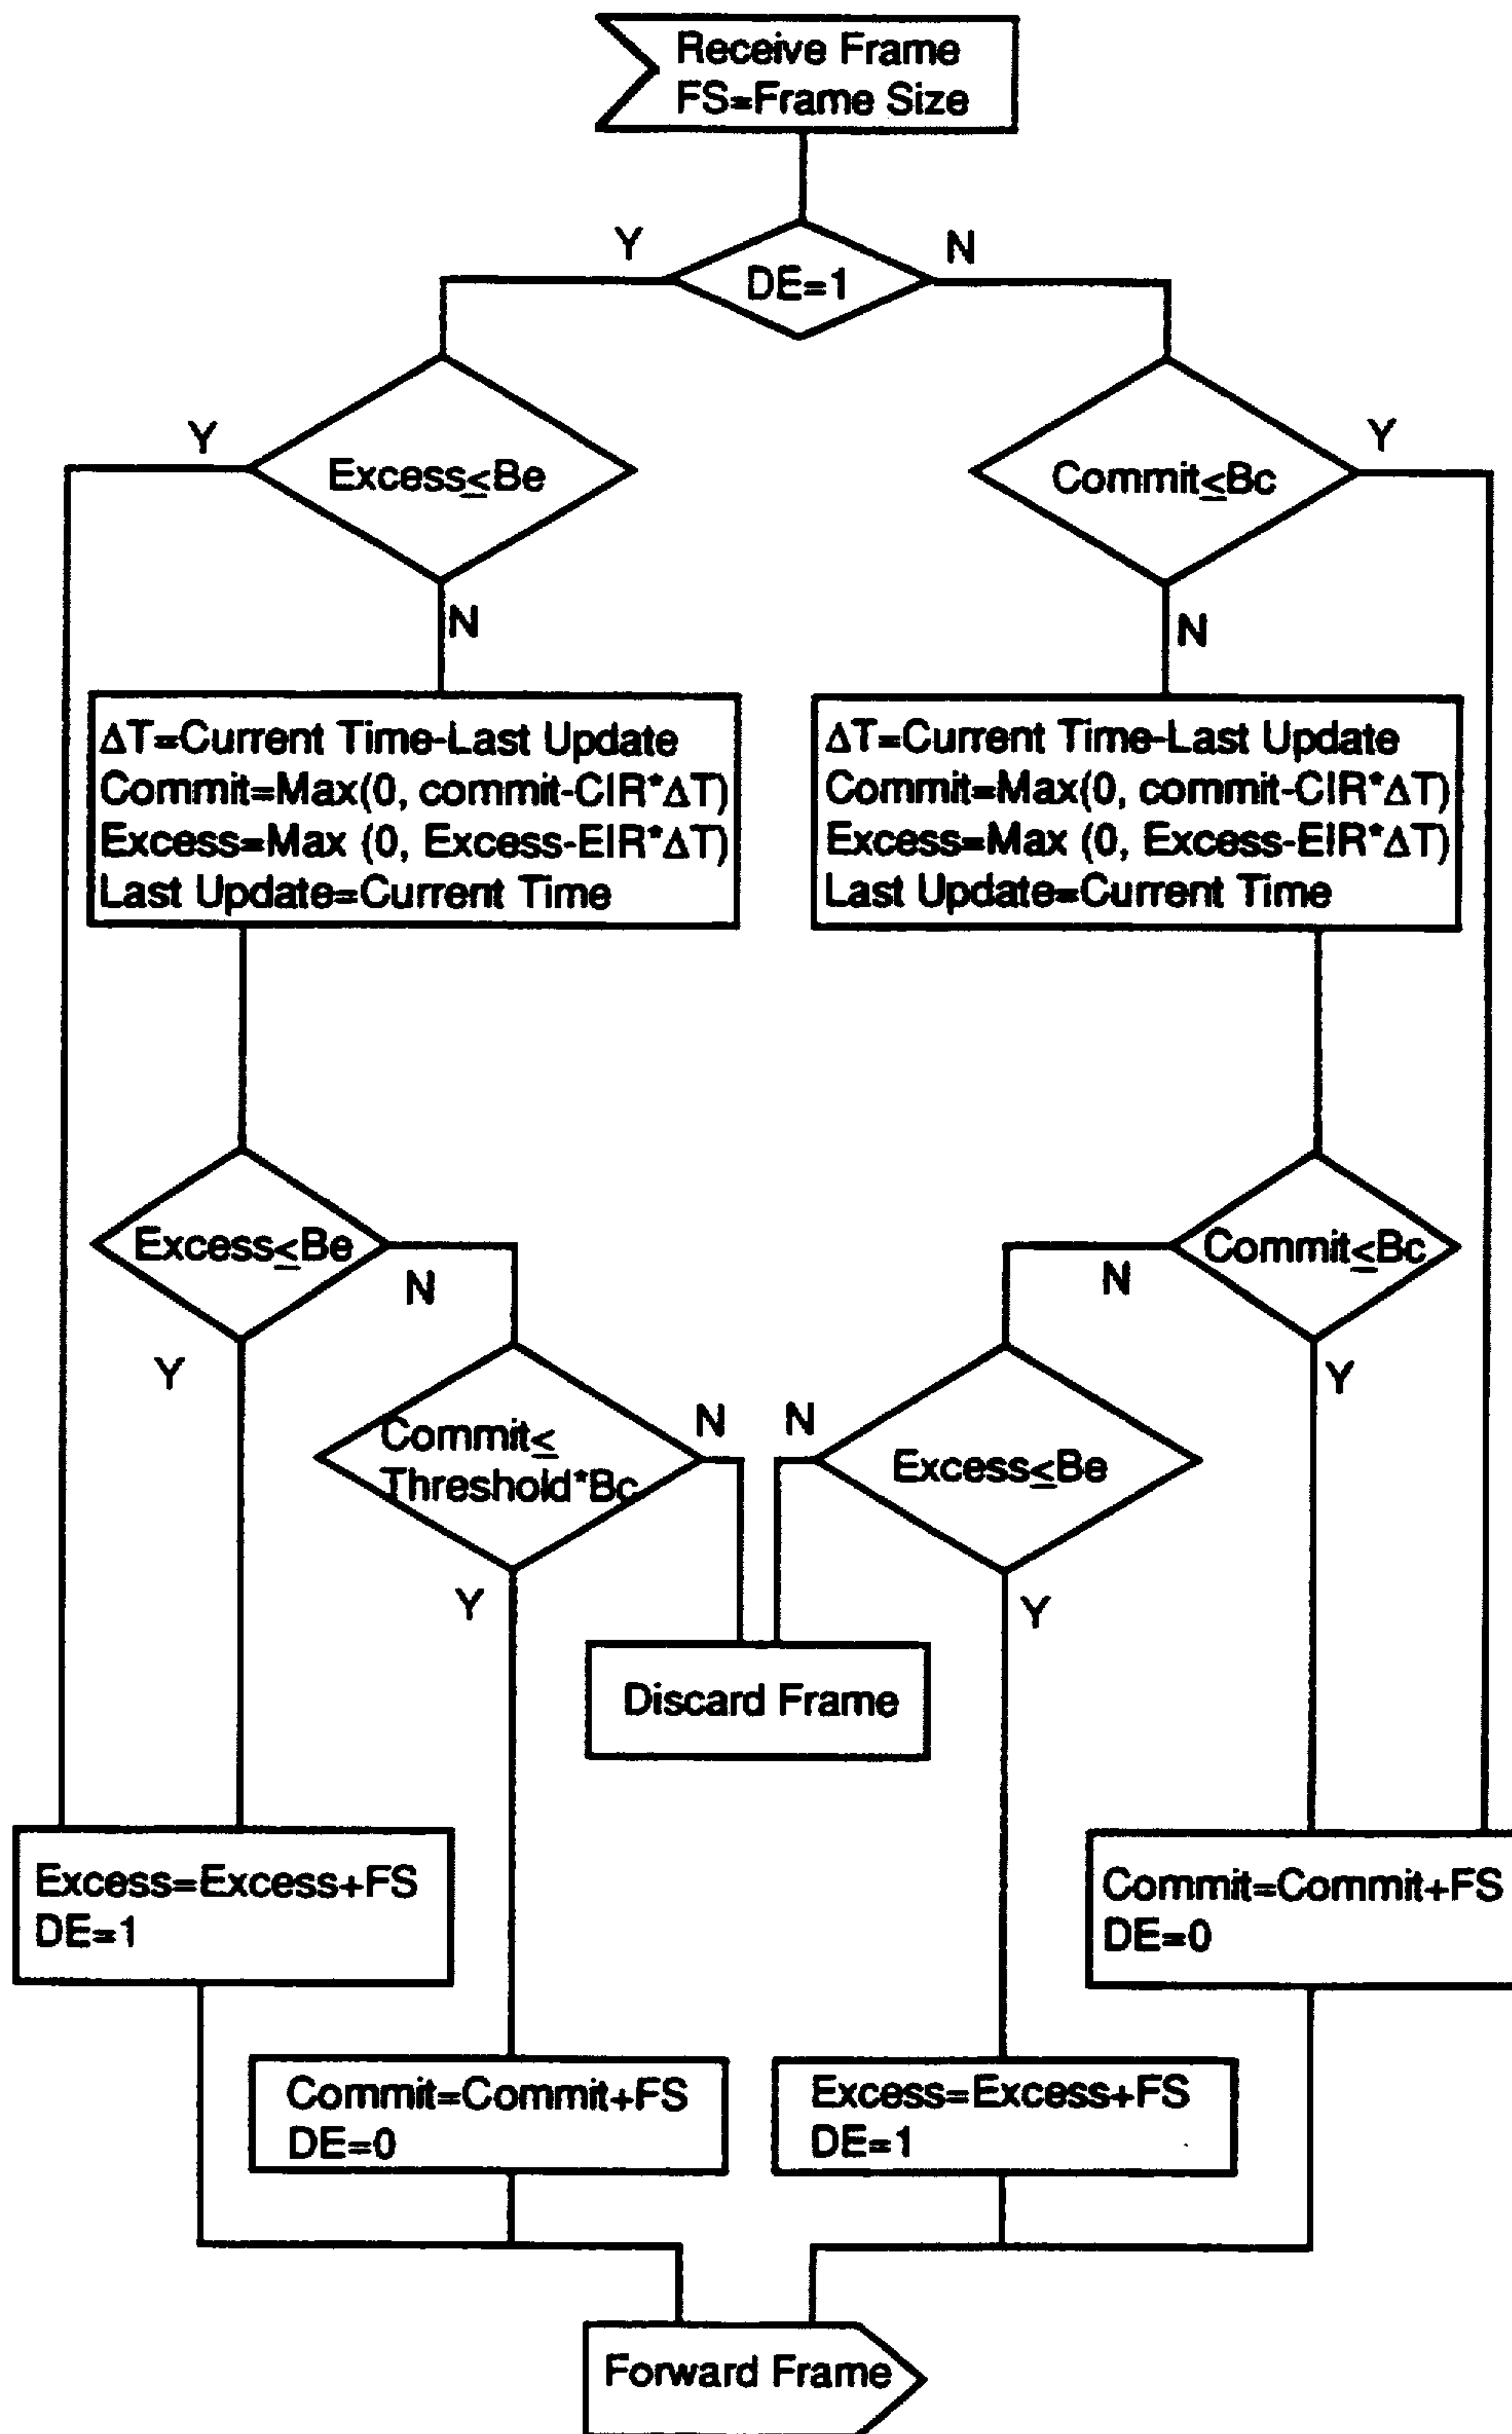 Receive Frame
FS=Frame Size
Y
N
DE=1
Y
Excess≤Be
Commit≤Bc
Y
N
N
ΔT=Current Time-Last Update
Commit=Max(0, commit-CIR*ΔT)
Excess=Max (0, Excess-EIR*ΔT)
Last Update=Current Time
ΔT=Current Time-Last Update
Commit=Max(0, commit-CIR*ΔT)
Excess=Max (0, Excess-EIR*ΔT)
Last Update=Current Time
Excess≤Be
N
Y
Commit≤Bc
N
Y
Commit≤
Threshold*Bc
N
Y
N
Excess≤Be
Y
Discard Frame
Excess=Excess+FS
DE=1
Commit=Commit+FS
DE=0
Commit=Commit+FS
DE=0
Excess=Excess+FS
DE=1
Forward Frame